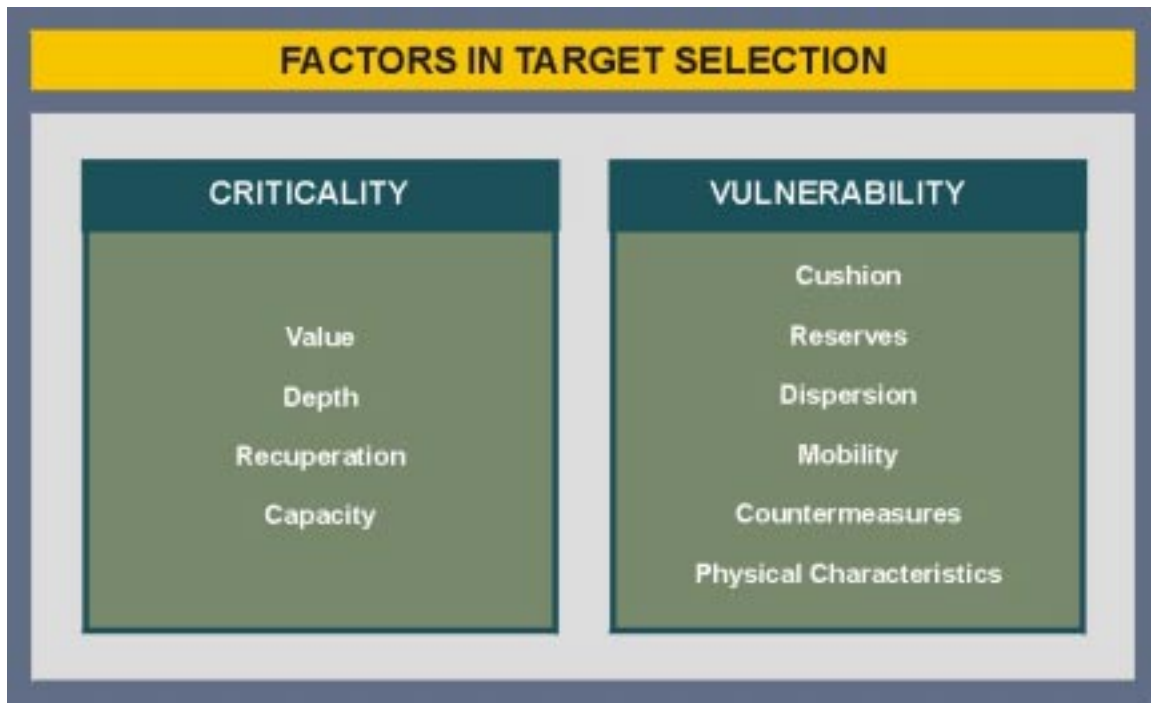 FACTORS IN TARGET SELECTION
CRITICALITY
Value
Depth
Recuperation
Capacity
VULNERABILITY
Cushion
Reserves
Dispersion
Mobility
Countermeasures
Physical Characteristics